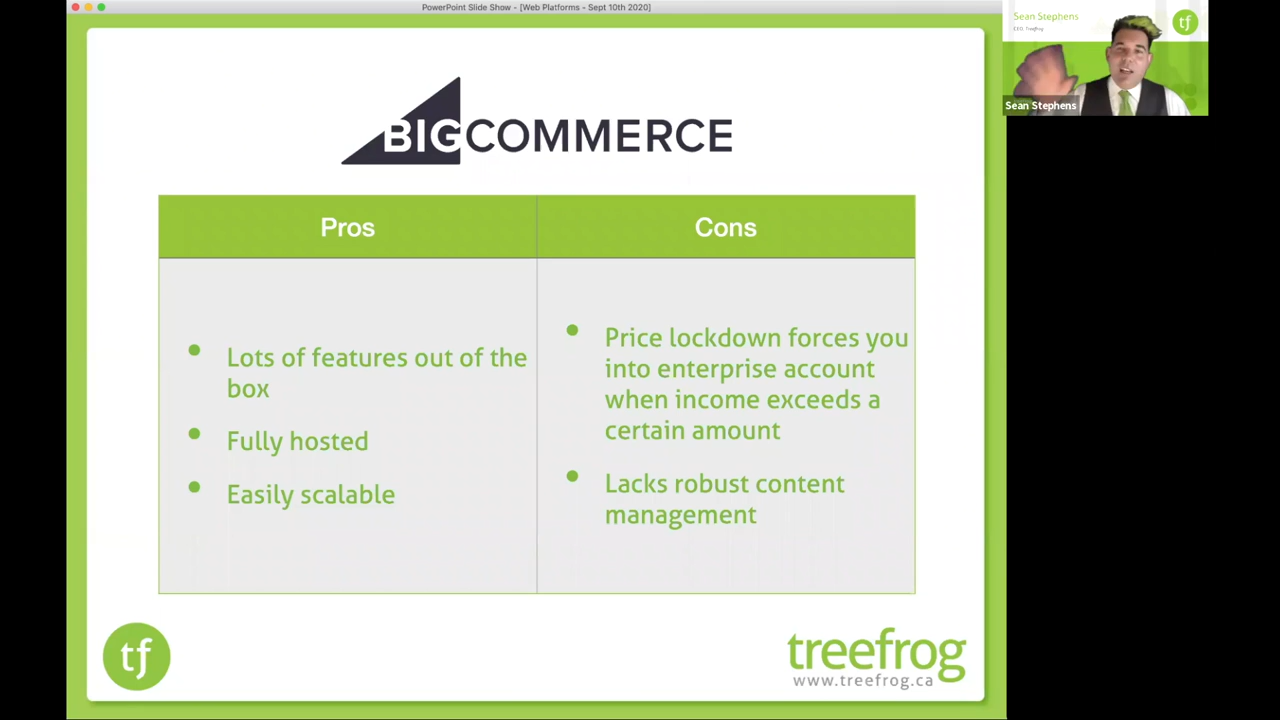 PowerPoint Slide Show - [Web Platforms - Sept 10th 2020]
Sean Stephens
CEO, Treefrog
tf
Sean Stephens
BIGCOMMERCE
Pros
Cons
Lots of features out of the
box
Fully hosted
Easily scalable
Price lockdown forces you
into enterprise account
when income exceeds a
certain amount
Lacks robust content
management
tf
treefrog
www.treefrog.ca